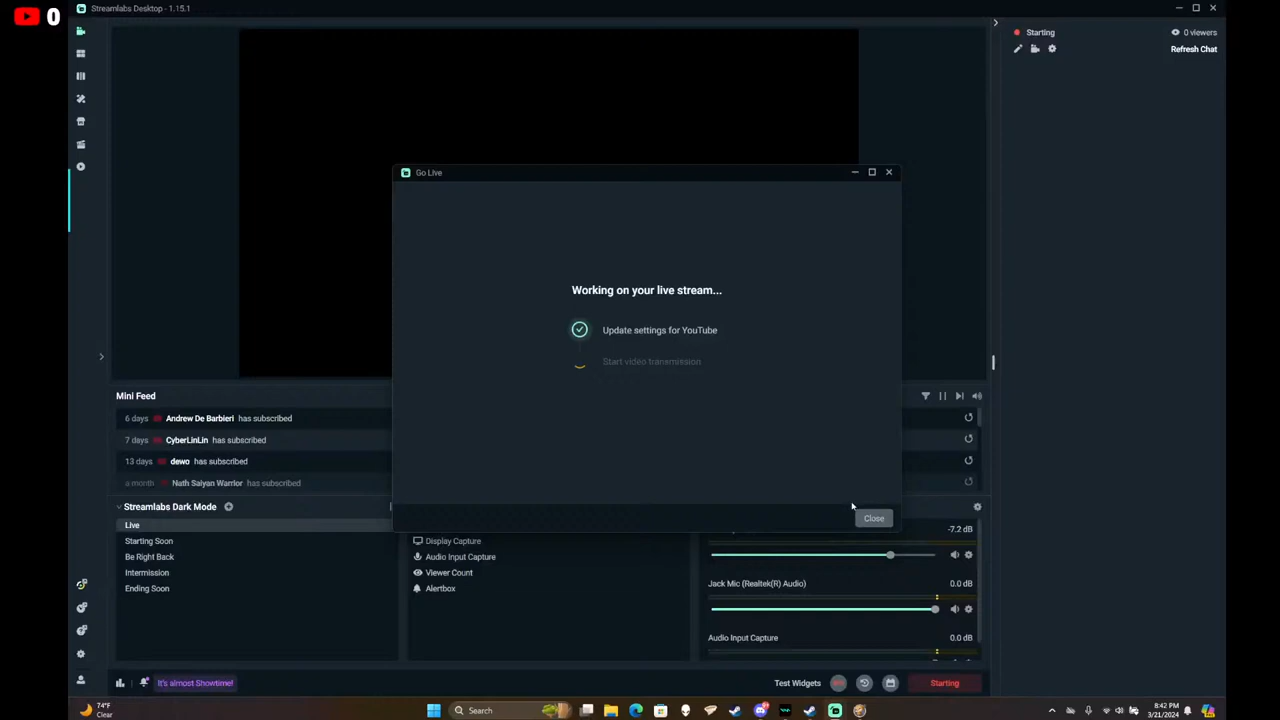 0
Streamlabs Desktop - 1.15.1
Starting
0 viewers
Refresh Chat
Go Live
Working on your live stream...
Update settings for YouTube
Start video transmission
Close
Mini Feed
6 days Andrew De Barbieri has subscribed
7 days CyberLinLin has subscribed
13 days dewo has subscribed
a month Nath Saiyan Warrior has subscribed
Streamlabs Dark Mode
Live
Starting Soon
Be Right Back
Intermission
Ending Soon
Display Capture
Audio Input Capture
Viewer Count
Alertbox
-7.2 dB
Jack Mic (Realtek(R) Audio) 0.0 dB
Audio Input Capture 0.0 dB
It's almost Showtime!
Test Widgets
Starting
74°F
Clear
Search
8:42 PM
3/21/2024